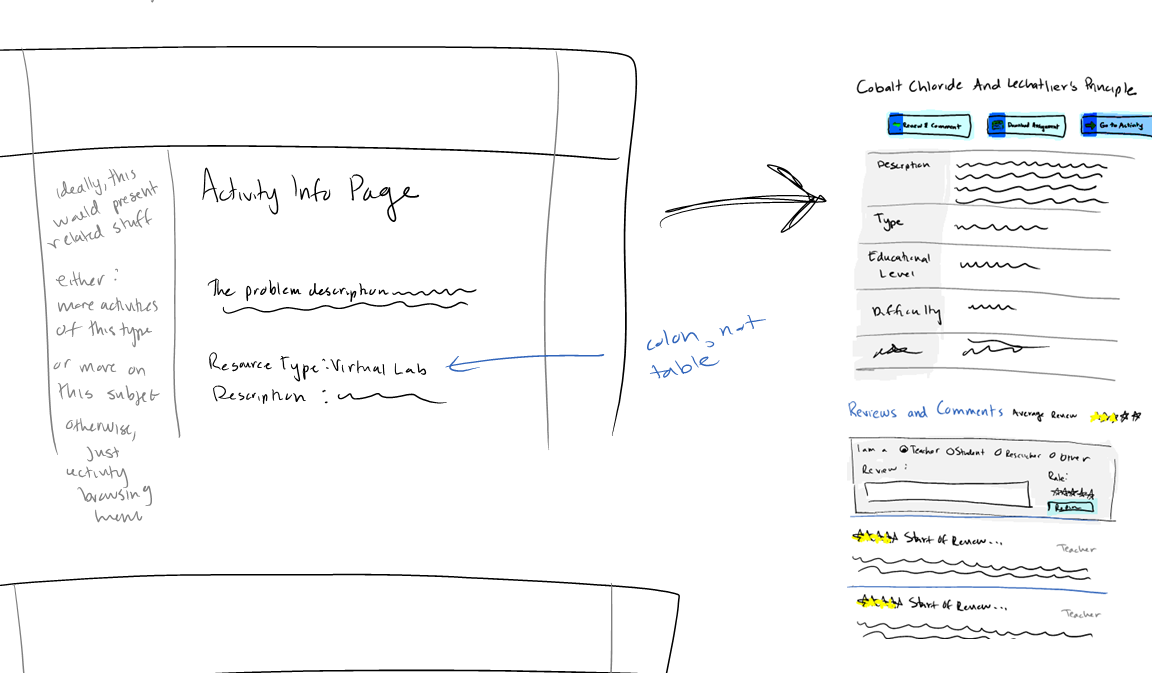 ideally, this
would present
related stuff
either :
more activities
of this type
or more on
this subject
otherwise,
just
activity
browsing
menu
Activity Info Page
The problem description
Resource Type: Virtual Lab
Description :
colon, not
table
Cobalt Chloride And Lechatlier's Principle
Review & Comment
Download Assignment
Go to Activity
Description
Type
Educational
Level
Difficulty
Reviews and Comments Average Review
I am a Teacher Student Researcher Other
Review :
Rate:
Review
Start of Review...
Teacher
Start of Review...
Teacher